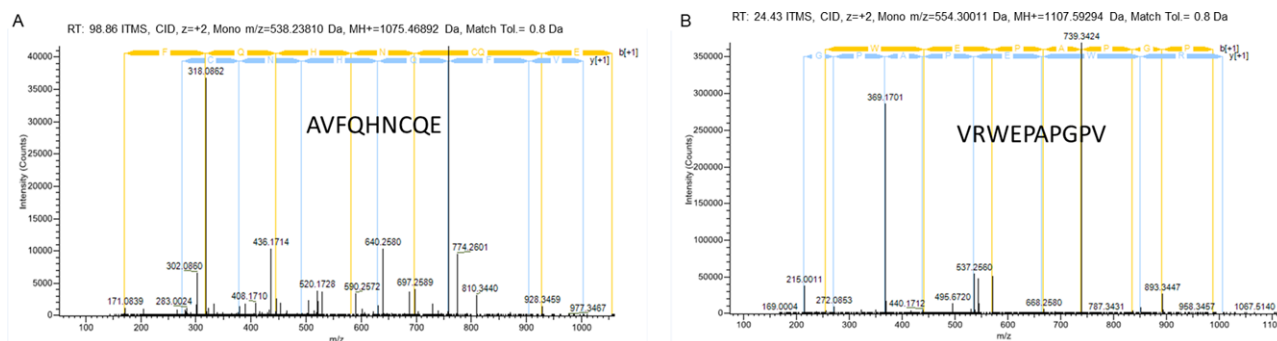 A
RT: 98.86 ITMS, CID, z=+2, Mono m/z=538.23810 Da, MH+=1075.46892 Da, Match Tol.= 0.8 Da
F Q H N CQ E b[+1]
C N H Q F V y[+1]
40000
35000
30000
25000
20000
15000
10000
5000
0
Intensity (Counts)
318.0862
AVFQHNCQE
436.1714
640.2580
774.2601
302.0860
520.1728
171.0839
283.0024
408.1710
590.2572
697.2689
810.3440
928.3459
977.3467
100 200 300 400 500 600 700 800 900 1000
m/z
B
RT: 24.43 ITMS, CID, z=+2, Mono m/z=554.30011 Da, MH+=1107.59294 Da, Match Tol.= 0.8 Da
739.3424
W E P A P G P b[+1]
G P A P E W R y[+1]
350000
300000
250000
200000
150000
100000
50000
0
Intensity (Counts)
369.1701
VRWEPAPGPV
215.0011
537.2560
169.0004
272.0853
440.1712
495.6720
668.2580
787.3431
893.3447
958.3457
1067.5140
100 200 300 400 500 600 700 800 900 1000 1100
m/z